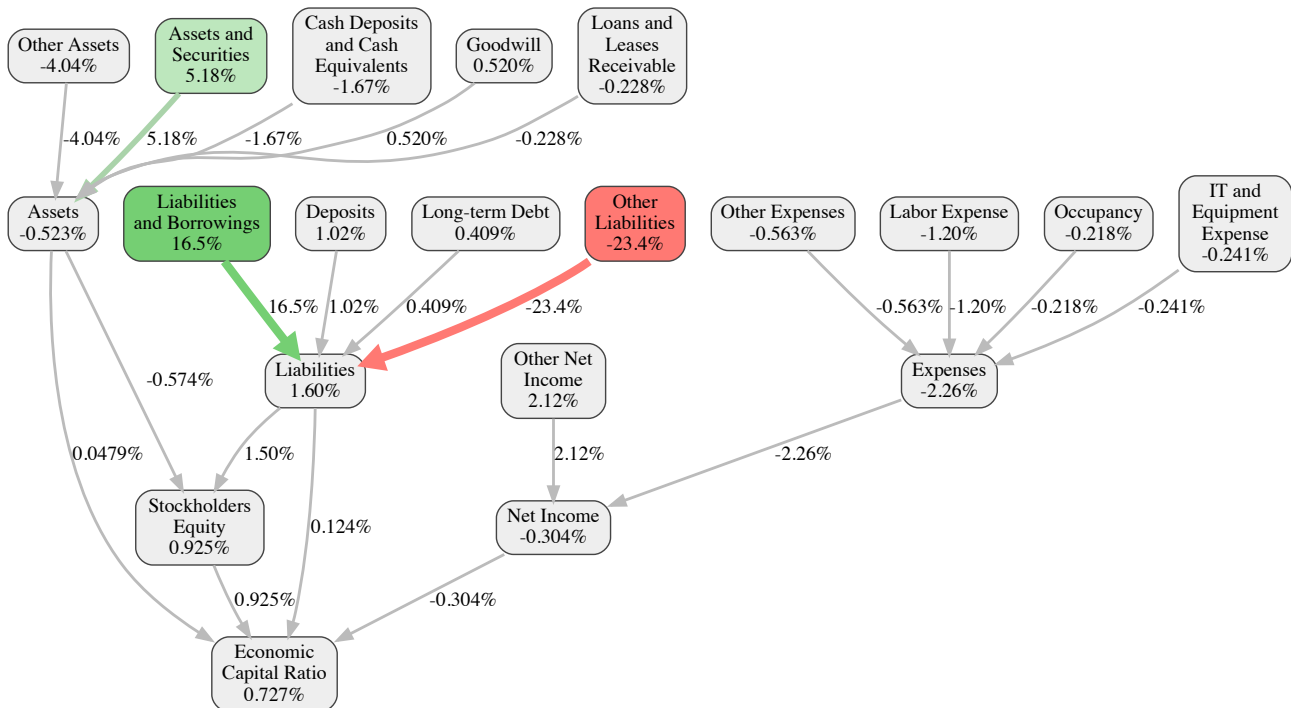 Other Assets
-4.04%
Assets and
Securities
5.18%
Cash Deposits
and Cash
Equivalents
-1.67%
Goodwill
0.520%
Loans and
Leases
Receivable
-0.228%
-4.04%
5.18%
-1.67%
0.520%
-0.228%
Assets
-0.523%
Liabilities
and Borrowings
16.5%
Deposits
1.02%
Long-term Debt
0.409%
Other
Liabilities
-23.4%
Other Expenses
-0.563%
Labor Expense
-1.20%
Occupancy
-0.218%
IT and
Equipment
Expense
-0.241%
16.5%
1.02%
0.409%
-23.4%
-0.563%
-1.20%
-0.218%
-0.241%
-0.574%
Liabilities
1.60%
Other Net
Income
2.12%
Expenses
-2.26%
0.0479%
1.50%
2.12%
-2.26%
Stockholders
Equity
0.925%
0.124%
Net Income
-0.304%
0.925%
-0.304%
Economic
Capital Ratio
0.727%